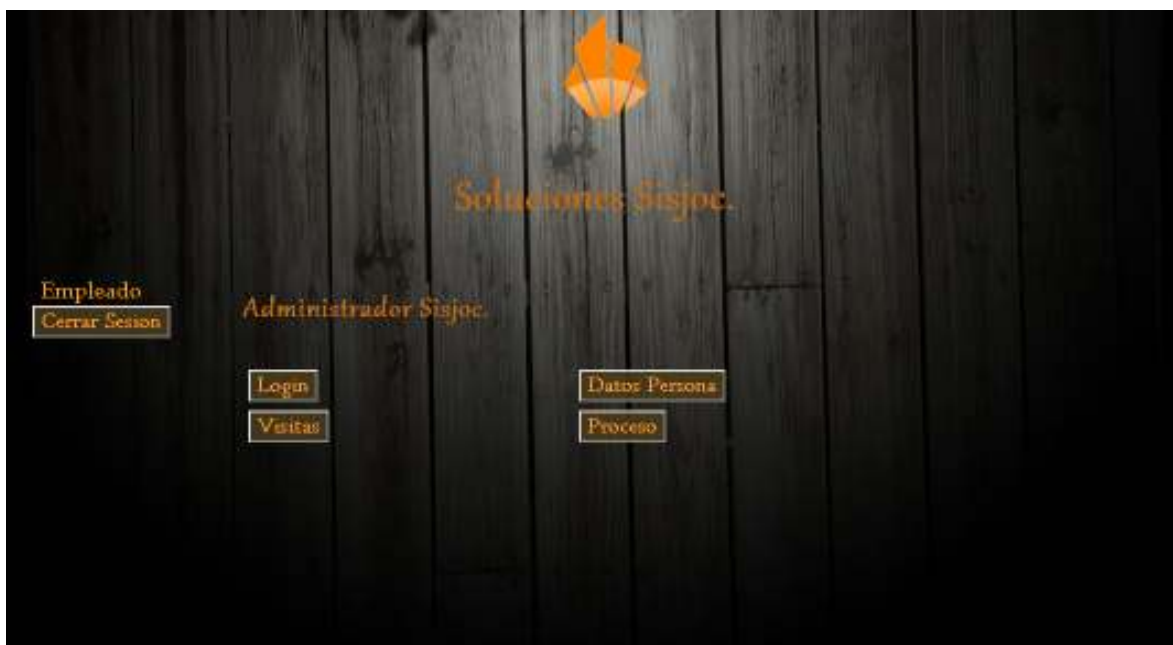 Soluciones Sisjoc.
Empleado
Cerrar Sesion
Administrador Sisjoc.
Login
Datos Persona
Visitas
Proceso